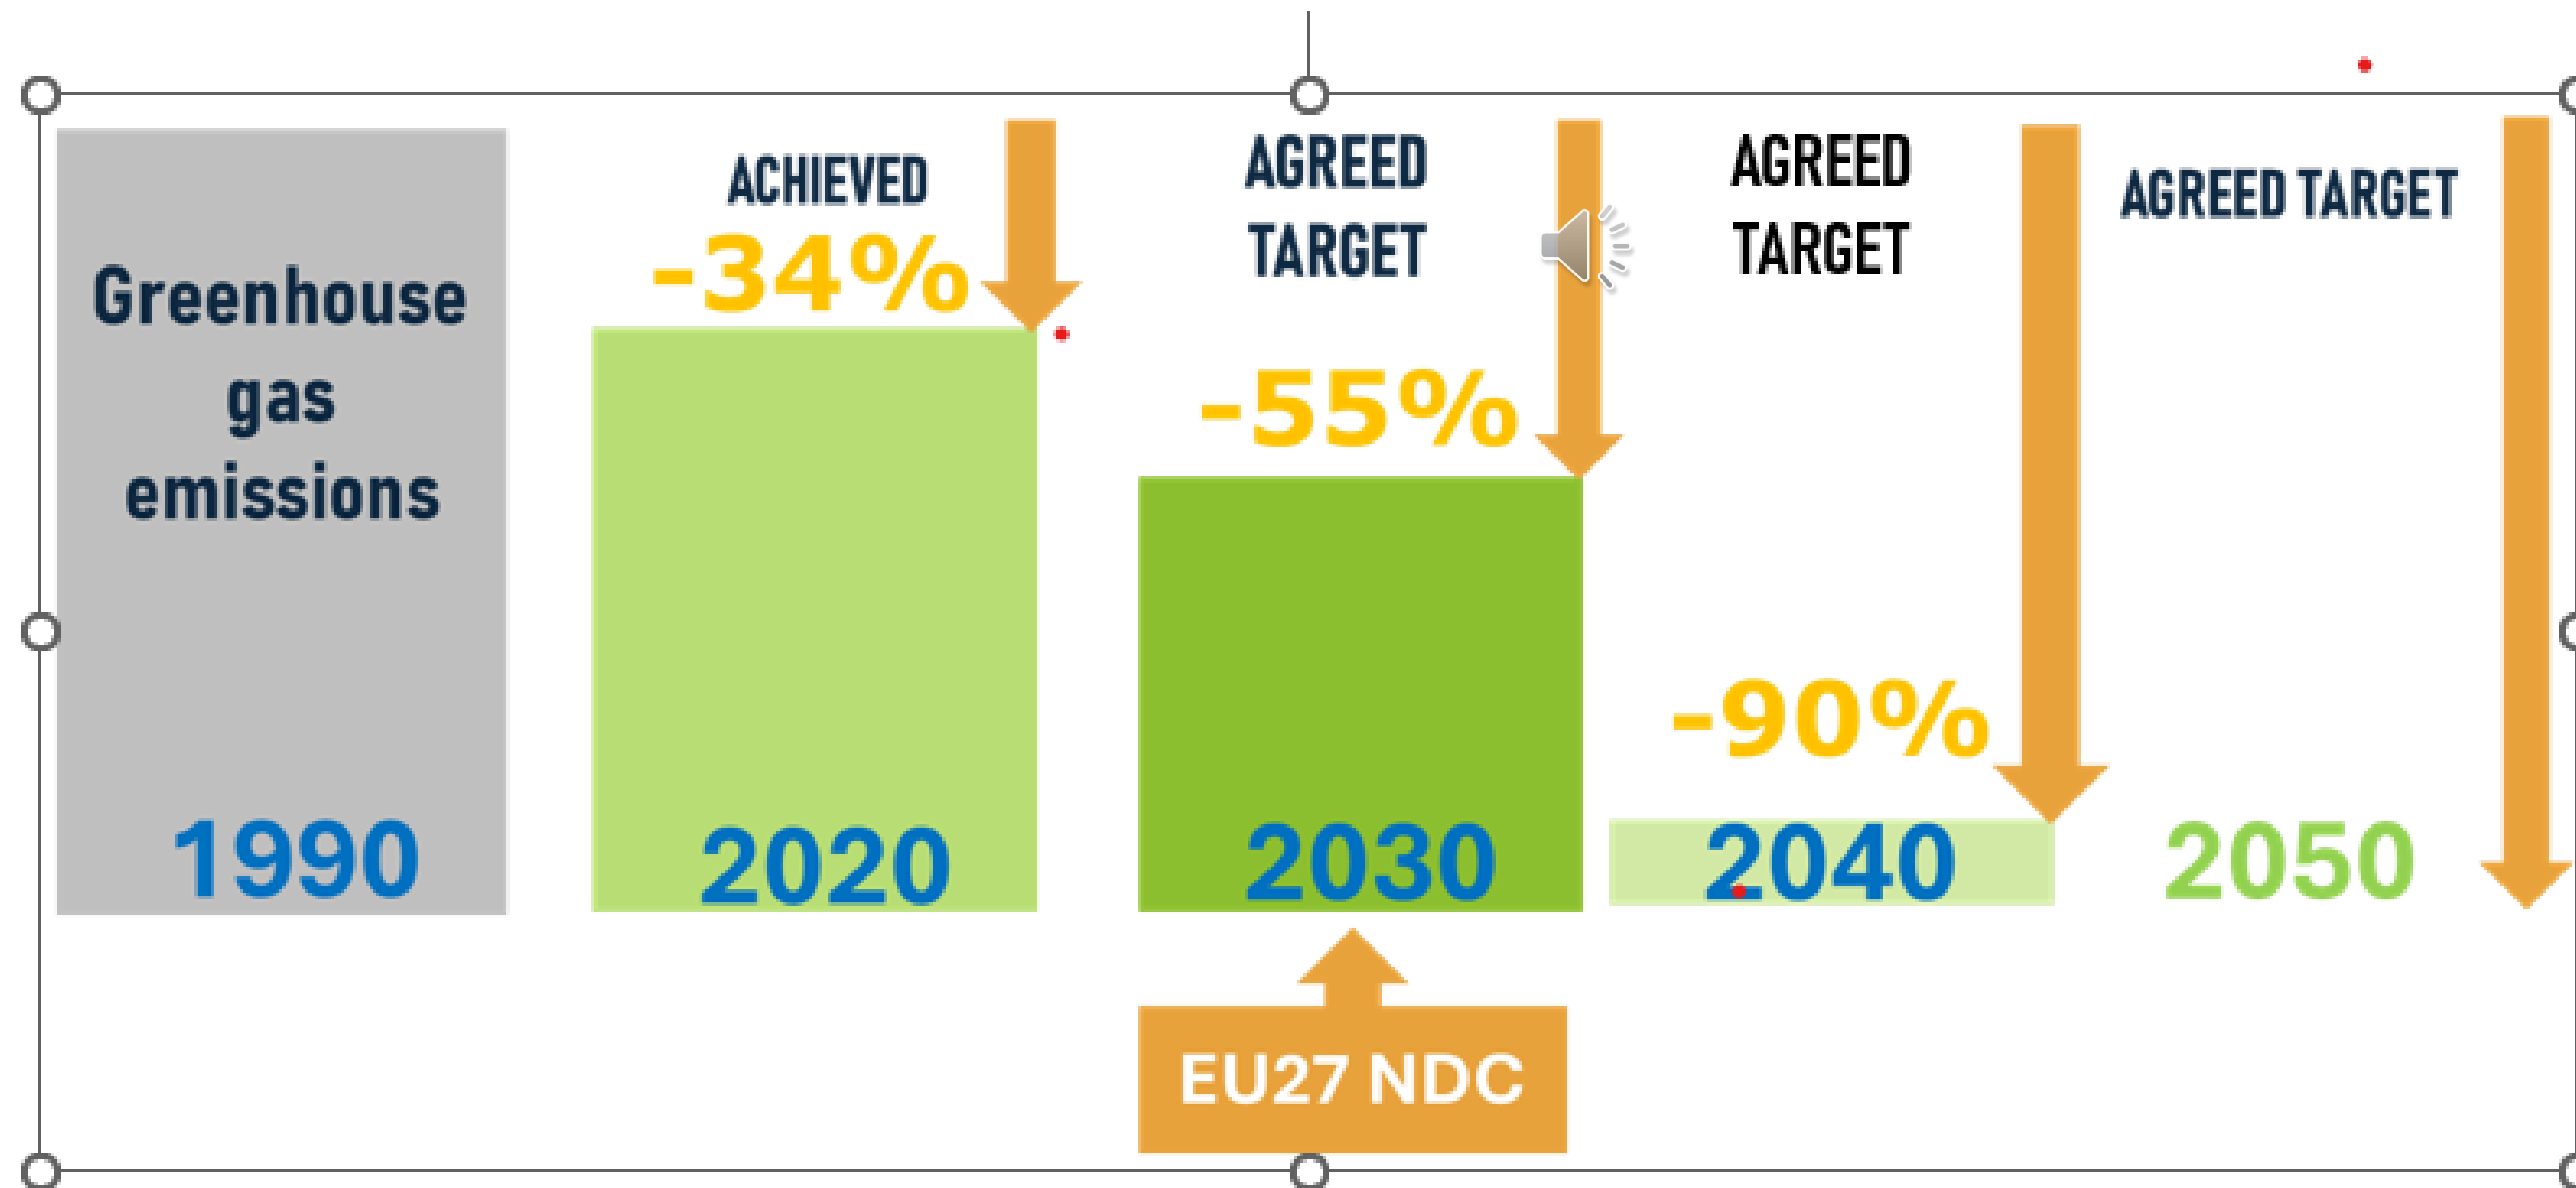 Greenhouse
gas
emissions
1990
ACHIEVED
-34%
2020
AGREED
TARGET
-55%
2030
EU27 NDC
AGREED
TARGET
-90%
2040
AGREED TARGET
2050